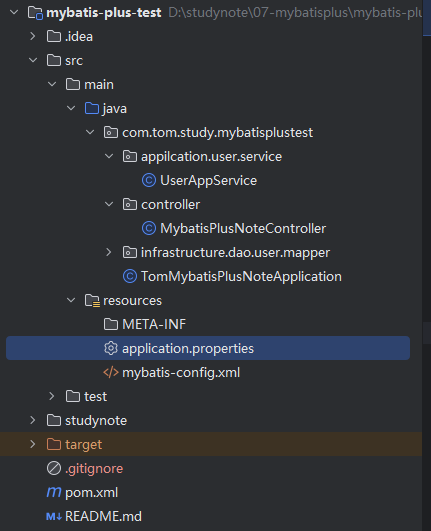 mybatis-plus-test D:\studynote\07-mybatisplus\mybatis-plu
.idea
src
main
java
com.tom.study.mybatisplustest
appilcation.user.service
UserAppService
controller
MybatisPlusNoteController
infrastructure.dao.user.mapper
TomMybatisPlusNoteApplication
resources
META-INF
application.properties
mybatis-config.xml
test
studynote
target
.gitignore
pom.xml
README.md